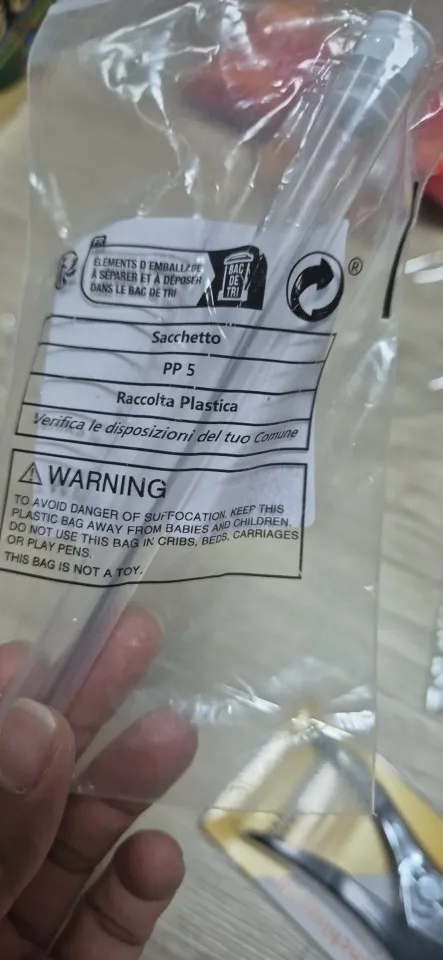 FR
ÉLÉMENTS D'EMBALLAGE
À SÉPARER ET À DÉPOSER
DANS LE BAC DE TRI
BAC
DE
TRI
®
Sacchetto
PP 5
Raccolta Plastica
Verifica le disposizioni del tuo Comune
⚠ WARNING
TO AVOID DANGER OF SUFFOCATION, KEEP THIS
PLASTIC BAG AWAY FROM BABIES AND CHILDREN.
DO NOT USE THIS BAG IN CRIBS, BEDS, CARRIAGES
OR PLAY PENS.
THIS BAG IS NOT A TOY.